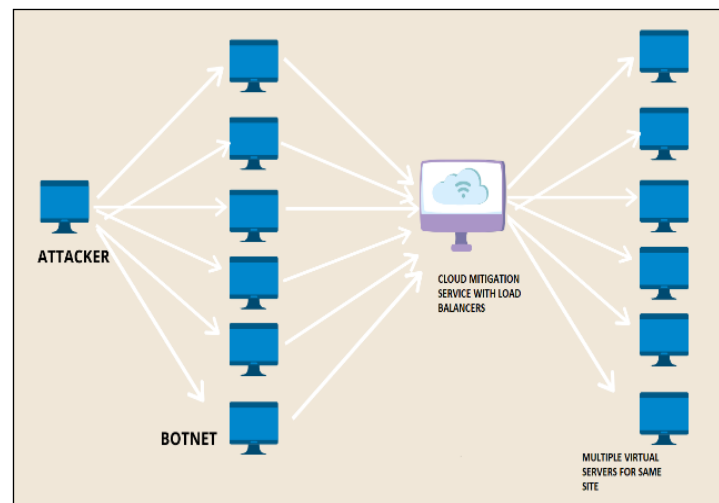 ATTACKER
CLOUD MITIGATION
SERVICE WITH LOAD
BALANCERS
BOTNET
MULTIPLE VIRTUAL
SERVERS FOR SAME
SITE